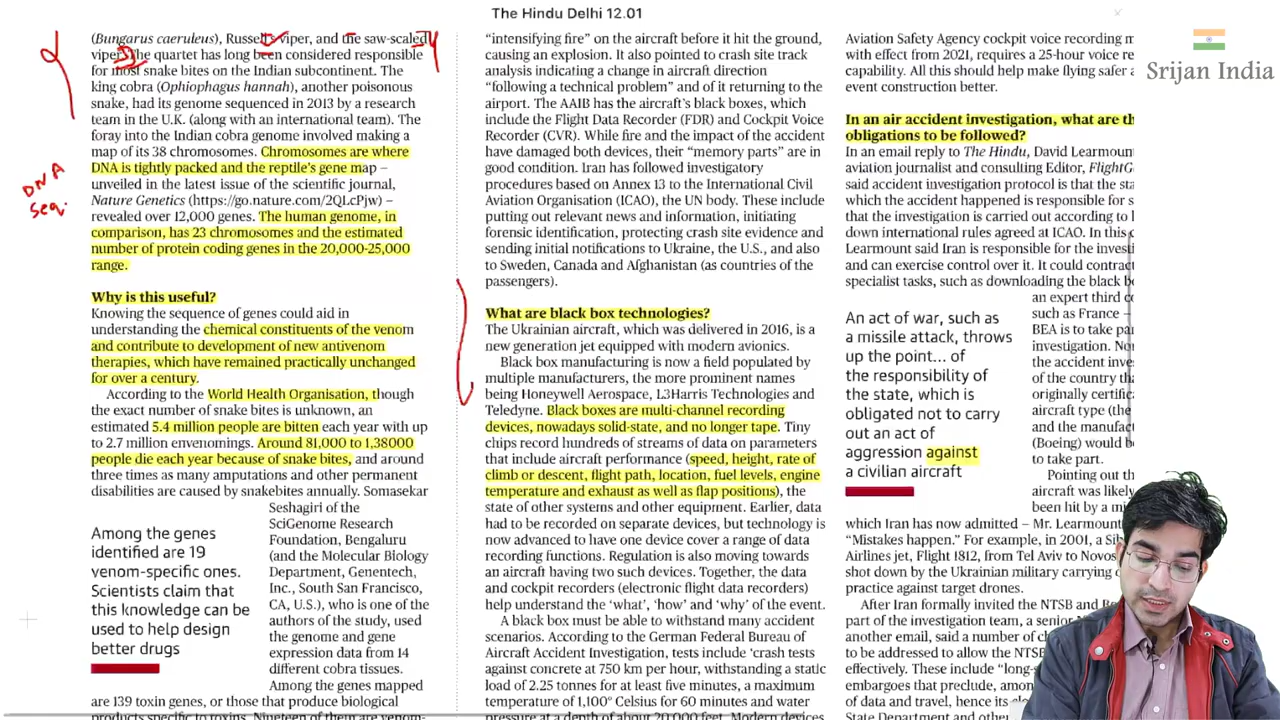 The Hindu Delhi 12.01
Srijan India
(Bungarus caeruleus), Russell's viper, and the saw-scaled
viper. The quartet has long been considered responsible
for most snake bites on the Indian subcontinent. The
king cobra (Ophiophagus hannah), another poisonous
snake, had its genome sequenced in 2013 by a research
team in the U.K. (along with an international team). The
foray into the Indian cobra genome involved making a
map of its 38 chromosomes. Chromosomes are where
DNA is tightly packed and the reptile's gene map –
unveiled in the latest issue of the scientific journal,
Nature Genetics (https://go.nature.com/2QLcPjw) –
revealed over 12,000 genes. The human genome, in
comparison, has 23 chromosomes and the estimated
number of protein coding genes in the 20,000-25,000
range.
DNA
seq.
Why is this useful?
Knowing the sequence of genes could aid in
understanding the chemical constituents of the venom
and contribute to development of new antivenom
therapies, which have remained practically unchanged
for over a century.
According to the World Health Organisation, though
the exact number of snake bites is unknown, an
estimated 5.4 million people are bitten each year with up
to 2.7 million envenomings. Around 81,000 to 1,38000
people die each year because of snake bites, and around
three times as many amputations and other permanent
disabilities are caused by snakebites annually. Somasekar
Seshagiri of the
SciGenome Research
Foundation, Bengaluru
(and the Molecular Biology
Department, Genentech,
Inc., South San Francisco,
CA, U.S.), who is one of the
authors of the study, used
the genome and gene
expression data from 14
different cobra tissues.
Among the genes mapped
are 139 toxin genes, or those that produce biological
products specific to toxins. Nineteen of them are venom-
Among the genes
identified are 19
venom-specific ones.
Scientists claim that
this knowledge can be
used to help design
better drugs
“intensifying fire” on the aircraft before it hit the ground,
causing an explosion. It also pointed to crash site track
analysis indicating a change in aircraft direction
“following a technical problem” and of it returning to the
airport. The AAIB has the aircraft's black boxes, which
include the Flight Data Recorder (FDR) and Cockpit Voice
Recorder (CVR). While fire and the impact of the accident
have damaged both devices, their “memory parts” are in
good condition. Iran has followed investigatory
procedures based on Annex 13 to the International Civil
Aviation Organisation (ICAO), the UN body. These include
putting out relevant news and information, initiating
forensic identification, protecting crash site evidence and
sending initial notifications to Ukraine, the U.S., and also
to Sweden, Canada and Afghanistan (as countries of the
passengers).
What are black box technologies?
The Ukrainian aircraft, which was delivered in 2016, is a
new generation jet equipped with modern avionics.
Black box manufacturing is now a field populated by
multiple manufacturers, the more prominent names
being Honeywell Aerospace, L3Harris Technologies and
Teledyne. Black boxes are multi-channel recording
devices, nowadays solid-state, and no longer tape. Tiny
chips record hundreds of streams of data on parameters
that include aircraft performance (speed, height, rate of
climb or descent, flight path, location, fuel levels, engine
temperature and exhaust as well as flap positions), the
state of other systems and other equipment. Earlier, data
had to be recorded on separate devices, but technology is
now advanced to have one device cover a range of data
recording functions. Regulation is also moving towards
an aircraft having two such devices. Together, the data
and cockpit recorders (electronic flight data recorders)
help understand the ‘what’, ‘how’ and ‘why’ of the event.
A black box must be able to withstand many accident
scenarios. According to the German Federal Bureau of
Aircraft Accident Investigation, tests include ‘crash tests
against concrete at 750 km per hour, withstanding a static
load of 2.25 tonnes for at least five minutes, a maximum
temperature of 1,100° Celsius for 60 minutes and water
pressure at a depth of about 20,000 feet. Modern devices
Aviation Safety Agency cockpit voice recording
with effect from 2021, requires a 25-hour voice
capability. All this should help make flying safer
event construction better.
In an air accident investigation, what are
obligations to be followed?
In an email reply to The Hindu, David Learmount
aviation journalist and consulting Editor,
said accident investigation protocol is that the
which the accident happened is responsible for
that the investigation is carried out according to
down international rules agreed at ICAO. In this
Learmount said Iran is responsible for the
and can exercise control over it. It could
specialist tasks, such as downloading the black
an expert third
such as France –
BEA is to take
investigation.
the accident
of the country
originally
aircraft type (the
and the
(Boeing) would
to take part.
Pointing out
aircraft was likely
been hit by a
An act of war, such as
a missile attack, throws
up the point... of
the responsibility of
the state, which is
obligated not to carry
out an act of
aggression against
a civilian aircraft
which Iran has now admitted – Mr. Learmount
“Mistakes happen.” For example, in 2001, a
Airlines jet, Flight 1812, from Tel Aviv to
shot down by the Ukrainian military carrying
practice against target drones.
After Iran formally invited the NTSB and
part of the investigation team, a senior
another email, said a number of
to be addressed to allow the
effectively. These include
embargoes that preclude,
of data and travel, hence its
State Department and other